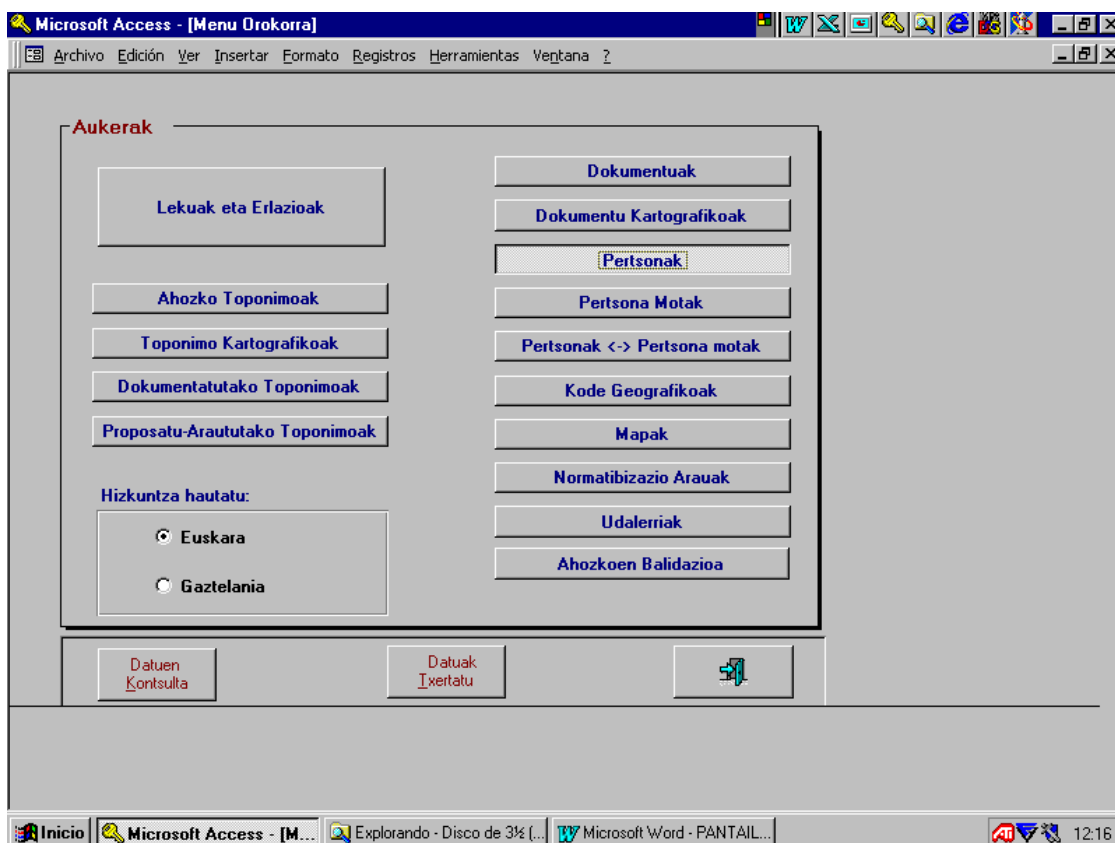 Microsoft Access - [Menu Orokorra]
Archivo Edición Ver Insertar Formato Registros Herramientas Ventana ?
Aukerak
Lekuak eta Erlazioak
Ahozko Toponimoak
Toponimo Kartografikoak
Dokumentatutako Toponimoak
Proposatu-Arautútako Toponimoak
Hizkuntza hautatu:
Euskara
Gaztelania
Dokumentuak
Dokumentu Kartografikoak
Pertsonak
Pertsona Motak
Pertsonak <-> Pertsona motak
Kode Geografikoak
Mapak
Normatibizazio Arauak
Udalerriak
Ahozkoen Balidazioa
Datuen
Kontsulta
Datuak
Txertatu
Inicio
Microsoft Access - [M...
Explorando - Disco de 3½ (...
Microsoft Word - PANTAIL...
12:16